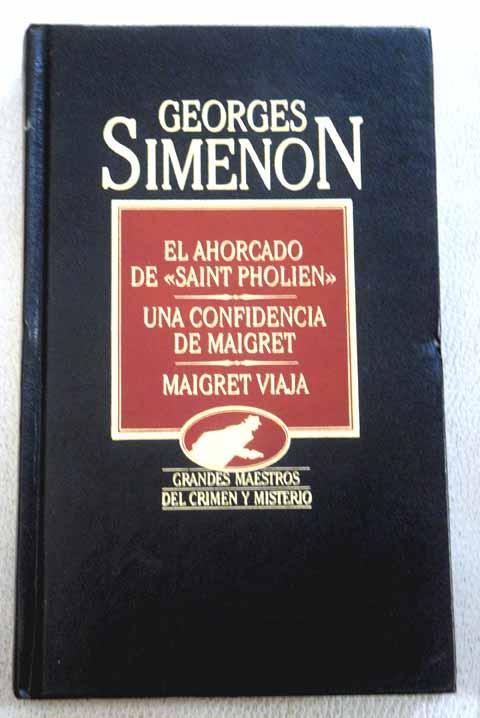 GEORGES
SIMENON
EL AHORCADO
DE «SAINT PHOLIEN»
UNA CONFIDENCIA
DE MAIGRET
MAIGRET VIAJA
GRANDES MAESTROS
DEL CRIMEN Y MISTERIO